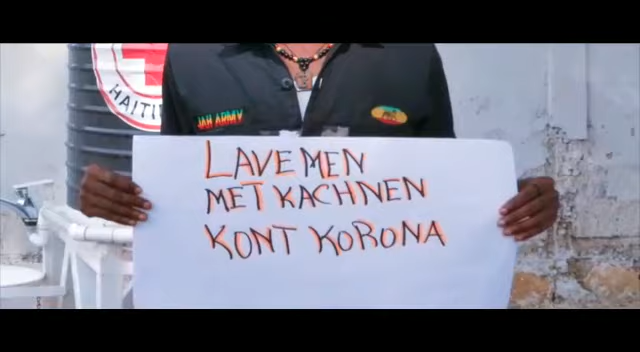 HAITI
JAH ARMY
LAVE MEN
MET KACHNEN
KONT KORONA